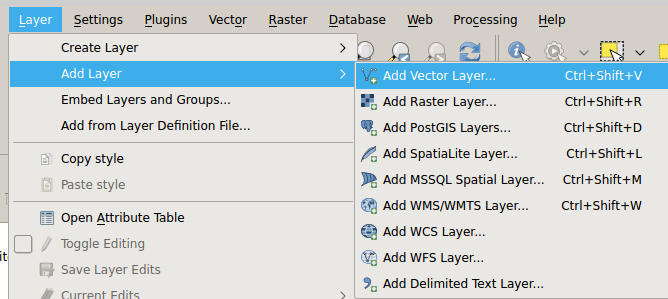 Layer Settings Plugins Vector Raster Database Web Processing Help
Create Layer
Add Layer
Embed Layers and Groups...
Add from Layer Definition File...
Copy style
Paste style
Open Attribute Table
Toggle Editing
Save Layer Edits
Current Edits
Add Vector Layer... Ctrl+Shift+V
Add Raster Layer... Ctrl+Shift+R
Add PostGIS Layers... Ctrl+Shift+D
Add SpatiaLite Layer... Ctrl+Shift+L
Add MSSQL Spatial Layer... Ctrl+Shift+M
Add WMS/WMTS Layer... Ctrl+Shift+W
Add WCS Layer...
Add WFS Layer...
Add Delimited Text Layer...